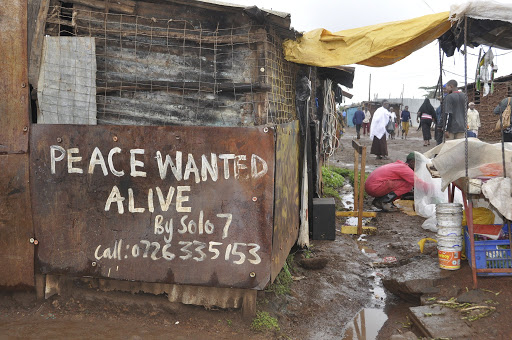 PEACE WANTED
ALIVE
By Solo 7
call: 0726 335153